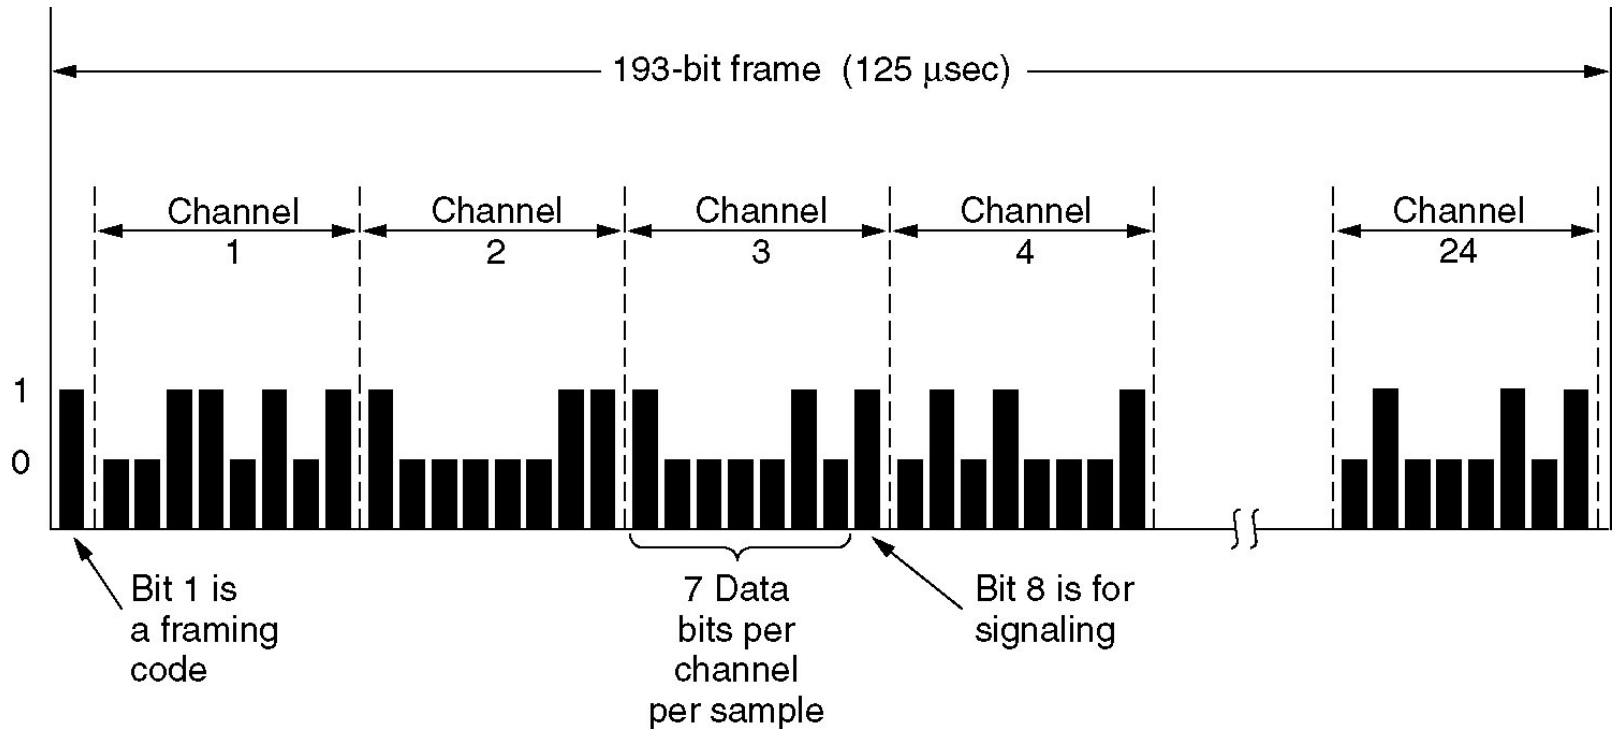 193-bit frame (125 μsec)
Channel
1
Channel
2
Channel
3
Channel
4
Channel
24
1
0
Bit 1 is
a framing
code
7 Data
bits per
channel
per sample
Bit 8 is for
signaling